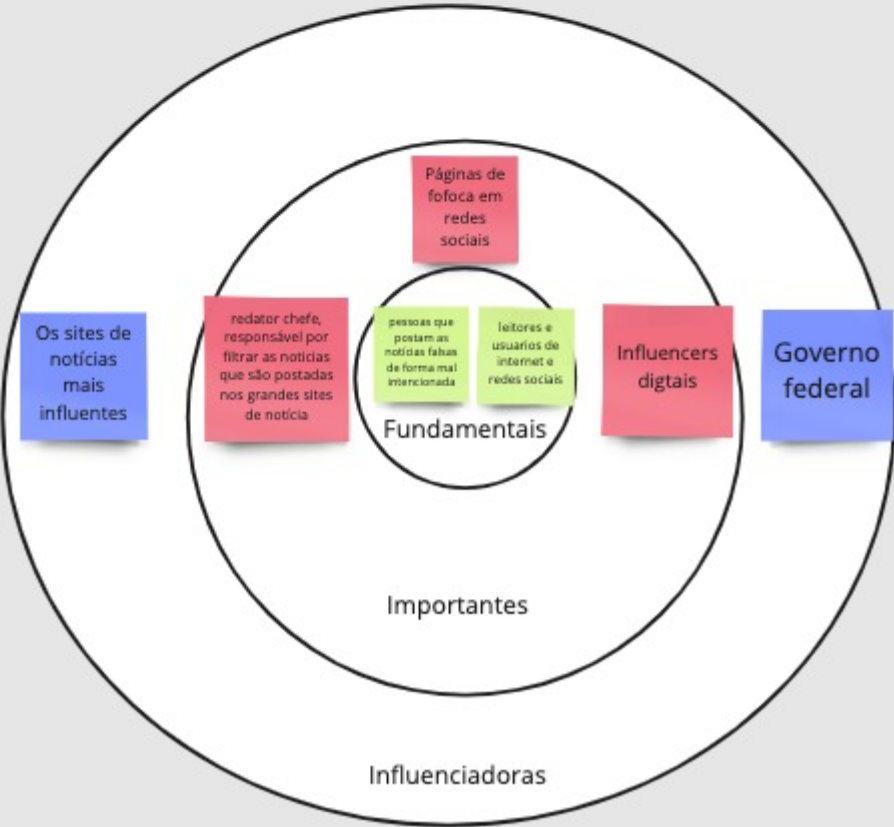 Páginas de
fofoca em
redes
sociais
Os sites de
notícias
mais
influentes
redator chefe,
responsável por
filtrar as noticias
que são postadas
nos grandes sites
de notícia
pessoas que
postam as
notícias falsas
de forma mal
intencionada
leitores e
usuarios de
internet e
redes sociais
Influencers
digtais
Governo
federal
Fundamentais
Importantes
Influenciadoras